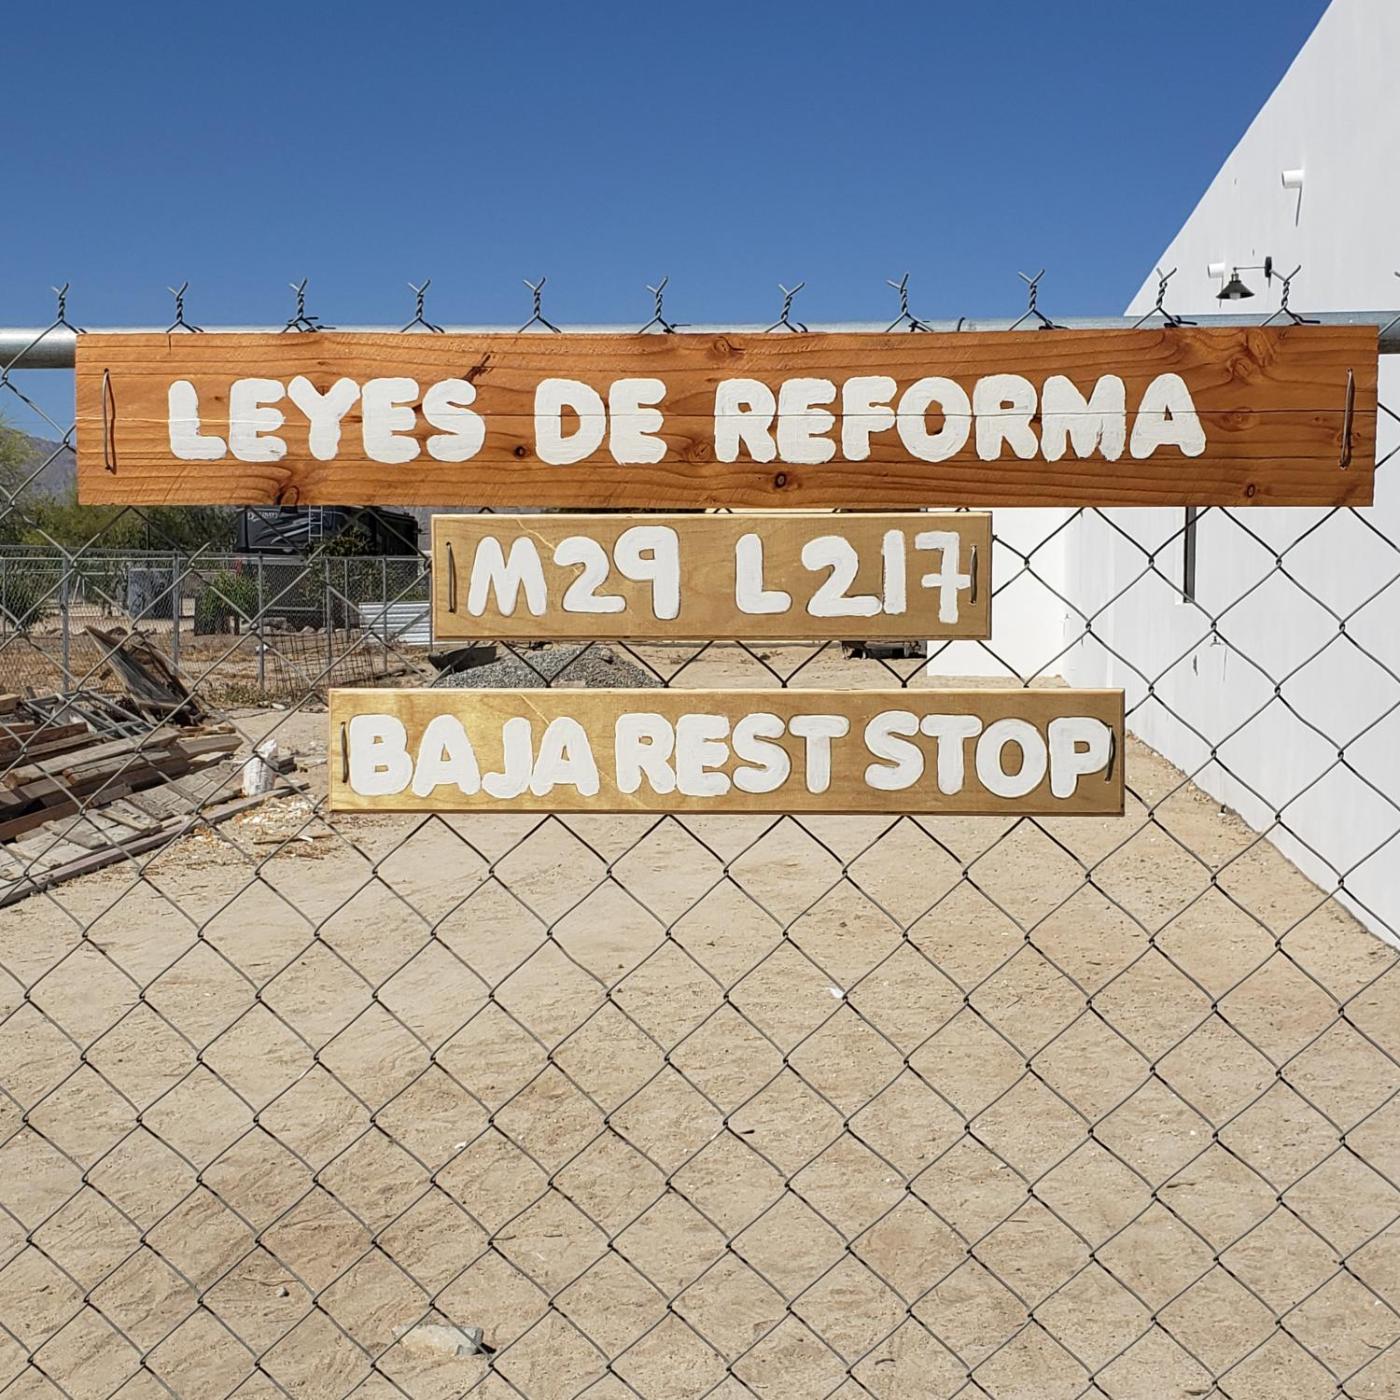 LEYES DE REFORMA
M29 L217
BAJA REST STOP